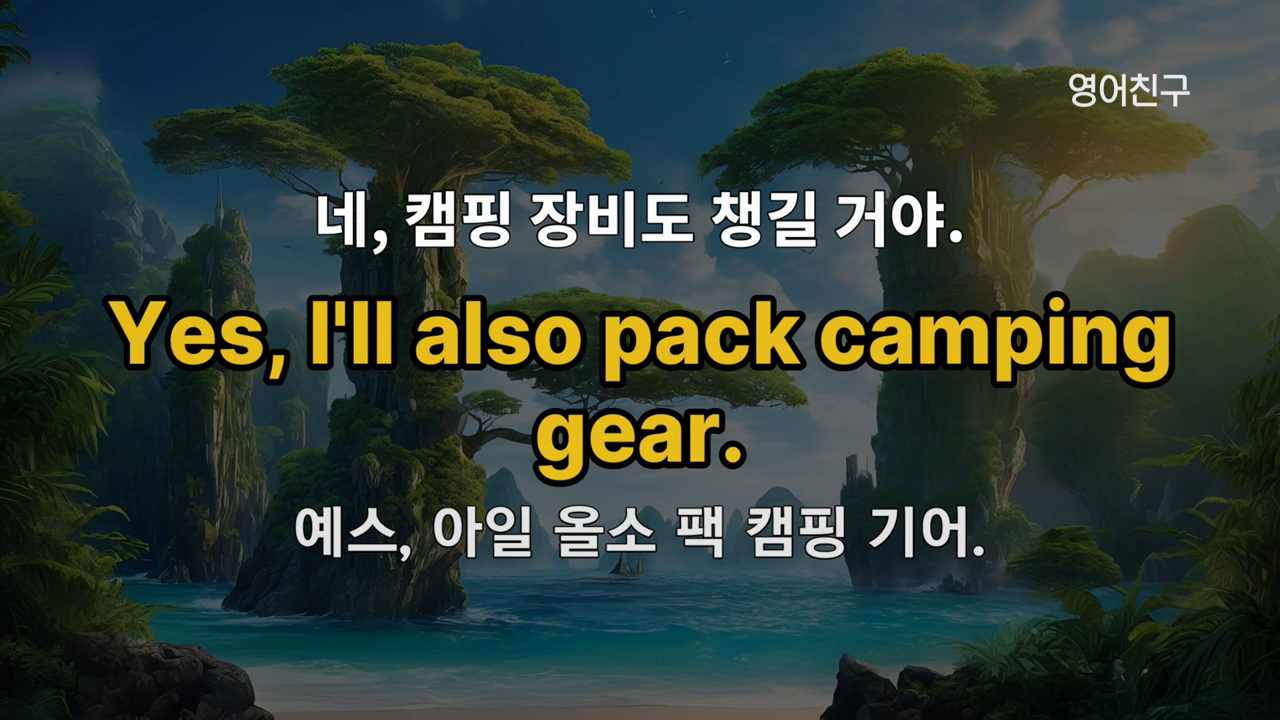 영어친구
네, 캠핑 장비도 챙길 거야.
Yes, I'll also pack camping
gear.
예스, 아일 올소 팩 캠핑 기어.